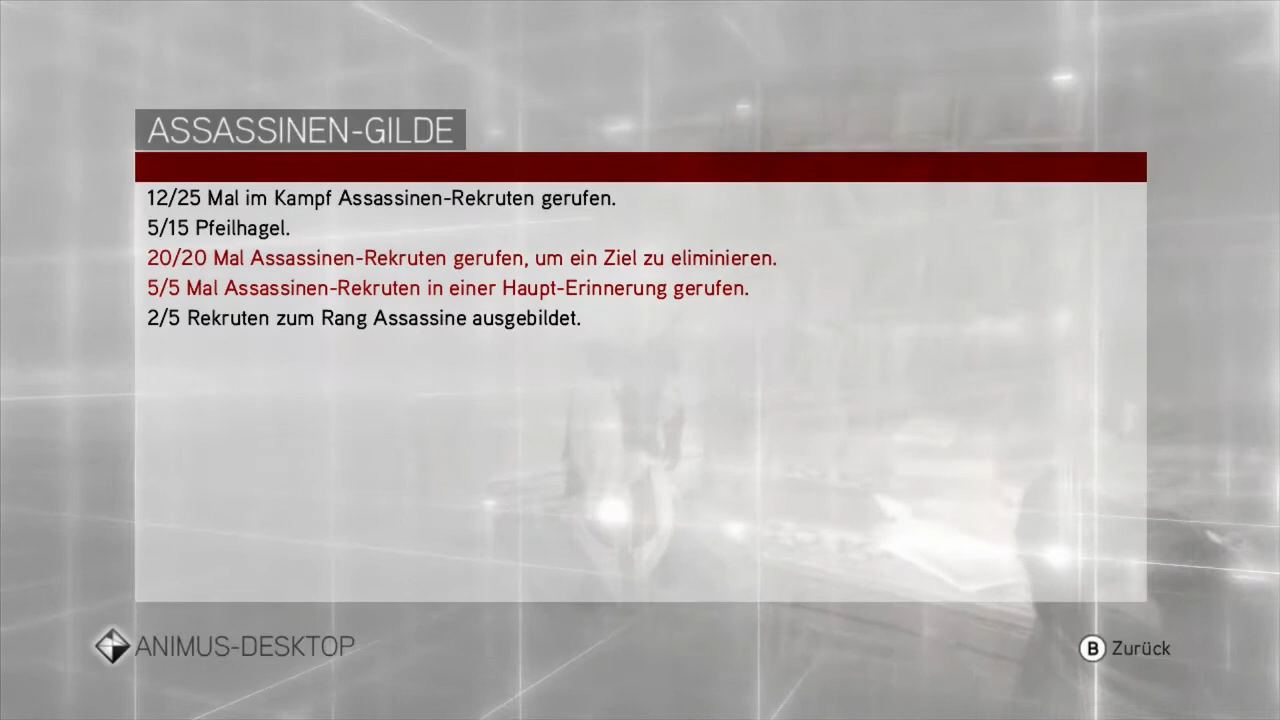 ASSASSINEN-GILDE
12/25 Mal im Kampf Assassinen-Rekruten gerufen.
5/15 Pfeilhagel.
20/20 Mal Assassinen-Rekruten gerufen, um ein Ziel zu eliminieren.
5/5 Mal Assassinen-Rekruten in einer Haupt-Erinnerung gerufen.
2/5 Rekruten zum Rang Assassine ausgebildet.
ANIMUS-DESKTOP
B Zurück